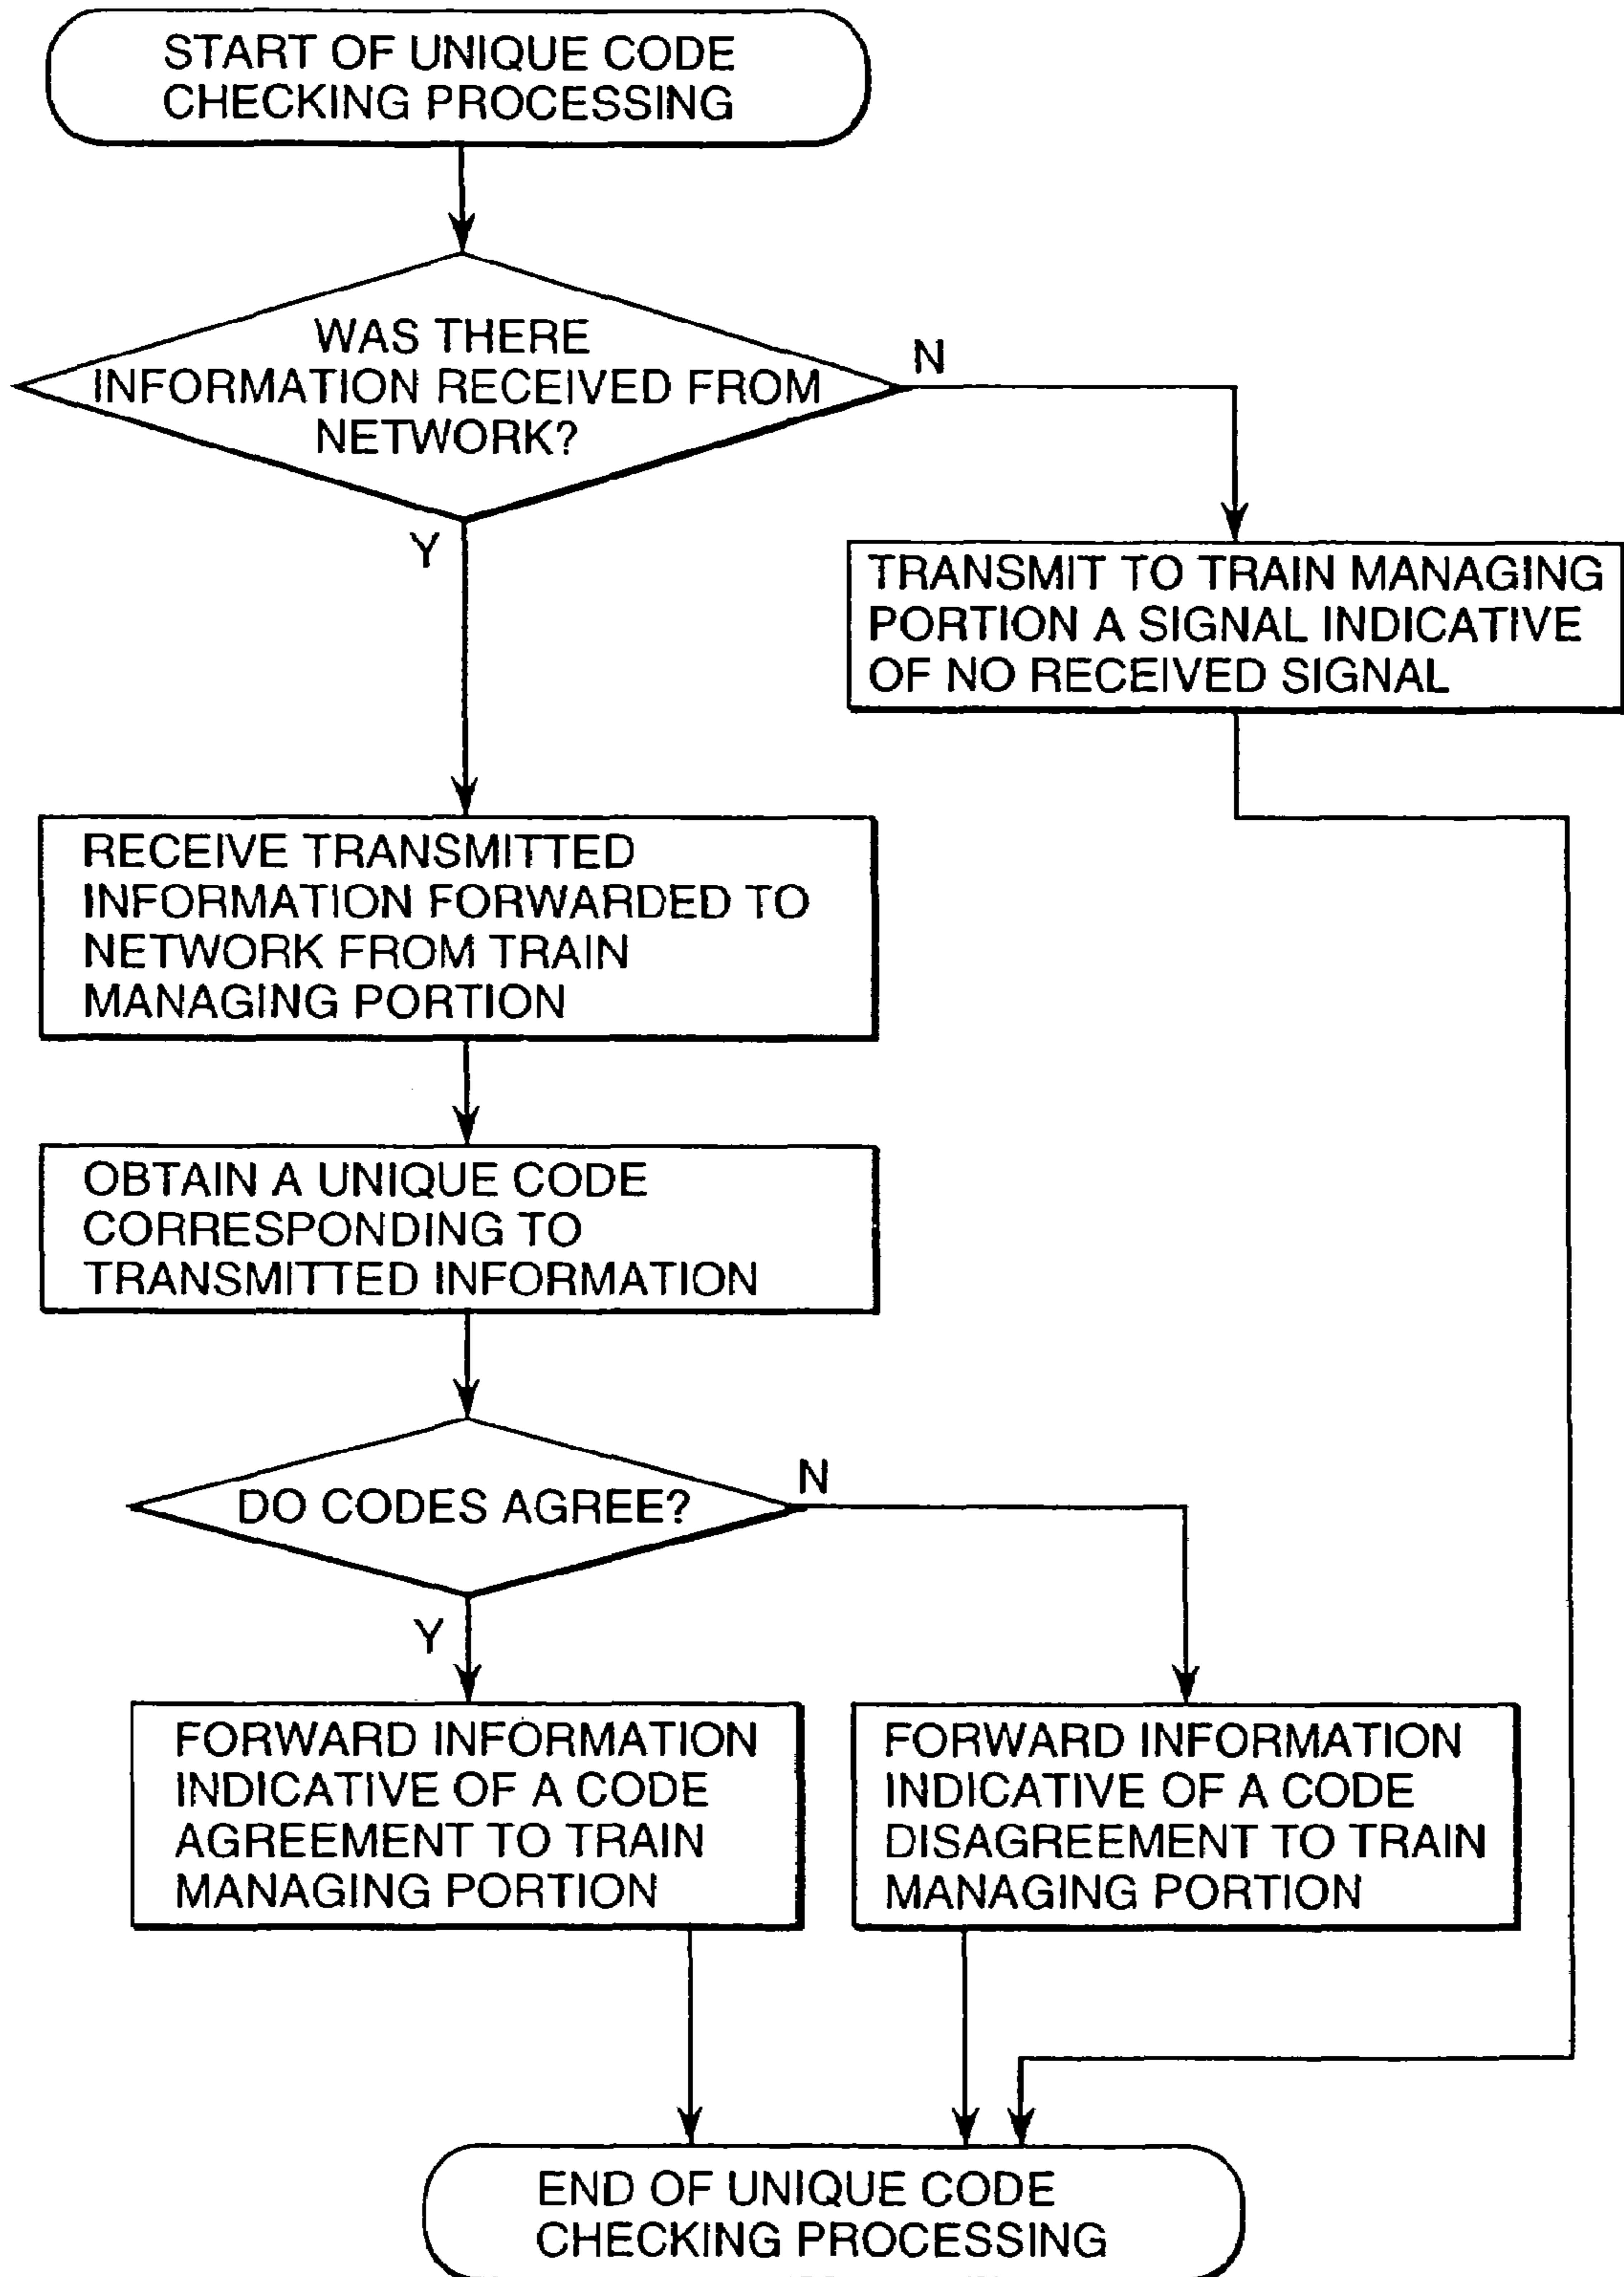 START OF UNIQUE CODE
CHECKING PROCESSING
WAS THERE
INFORMATION RECEIVED FROM
NETWORK?
N
Y
TRANSMIT TO TRAIN MANAGING
PORTION A SIGNAL INDICATIVE
OF NO RECEIVED SIGNAL
RECEIVE TRANSMITTED
INFORMATION FORWARDED TO
NETWORK FROM TRAIN
MANAGING PORTION
OBTAIN A UNIQUE CODE
CORRESPONDING TO
TRANSMITTED INFORMATION
DO CODES AGREE?
N
Y
FORWARD INFORMATION
INDICATIVE OF A CODE
AGREEMENT TO TRAIN
MANAGING PORTION
FORWARD INFORMATION
INDICATIVE OF A CODE
DISAGREEMENT TO TRAIN
MANAGING PORTION
END OF UNIQUE CODE
CHECKING PROCESSING